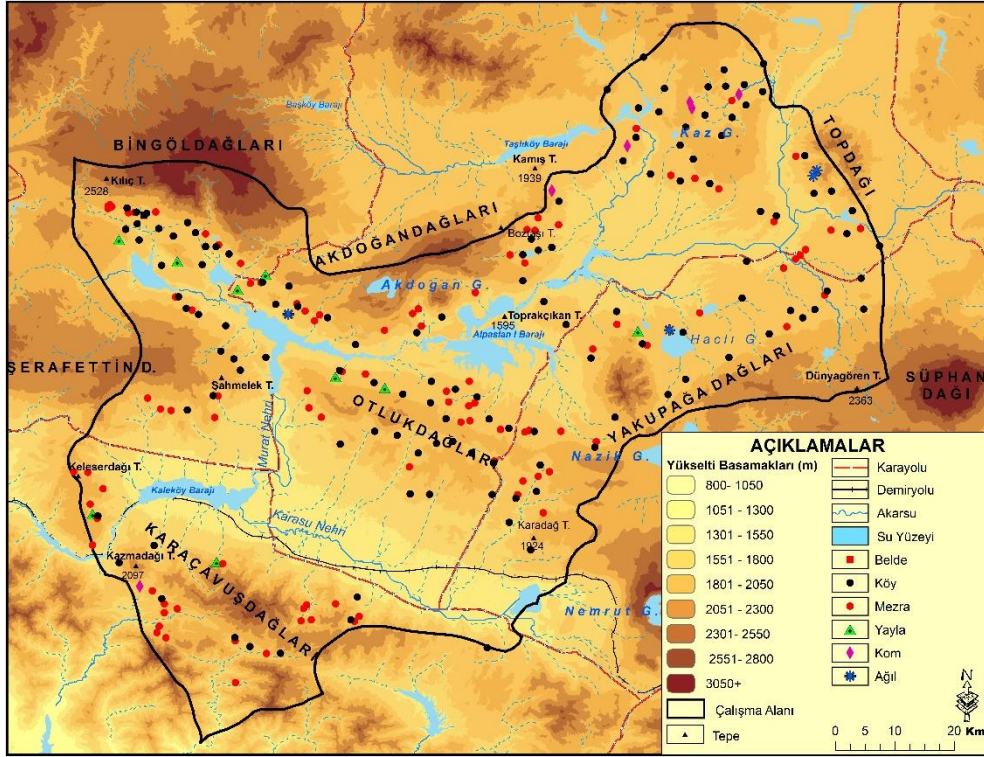 Başköy Barajı
BİNGÖLDAĞLARI
Taşlıköy Barajı
Kaz G.
TOPDAĞI
Kılıç T.
2528
Kamış T.
1939
AKDOĞANDAĞLARI
Boztaşı T.
Akdogan G.
Toprakçıkan T.
1595
Alpaslan I Barajı
Haclı G.
ŞERAFETTİN D.
Şahmelek T.
YAKUPAĞA DAĞLARI
Dünyagören T.
2363
SÜPHAN
DAĞI
OTLUKDAĞLARI
Murat Nehri
Nazik G.
Keleserdağı T.
Kaleköy Barajı
Karasu Nehri
Karadağ T.
1924
Kazmadağı T.
2097
KARAÇAVUŞDAĞLARI
Nemrut G.
AÇIKLAMALAR
Yükselti Basamakları (m)
800- 1050
1051 - 1300
1301 - 1550
1551 - 1800
1801 - 2050
2051 - 2300
2301- 2550
2551- 2800
3050+
Çalışma Alanı
Tepe
Karayolu
Demiryolu
Akarsu
Su Yüzeyi
Belde
Köy
Mezra
Yayla
Kom
Ağıl
N
0 5 10 20
Km